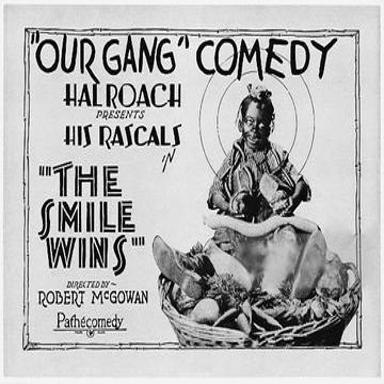 "OUR GANG" COMEDY
HAL ROACH
PRESENTS
HIS RASCALS
IN
"THE
SMILE
WINS"
DIRECTED BY ~
ROBERT McGOWAN
Pathécomedy